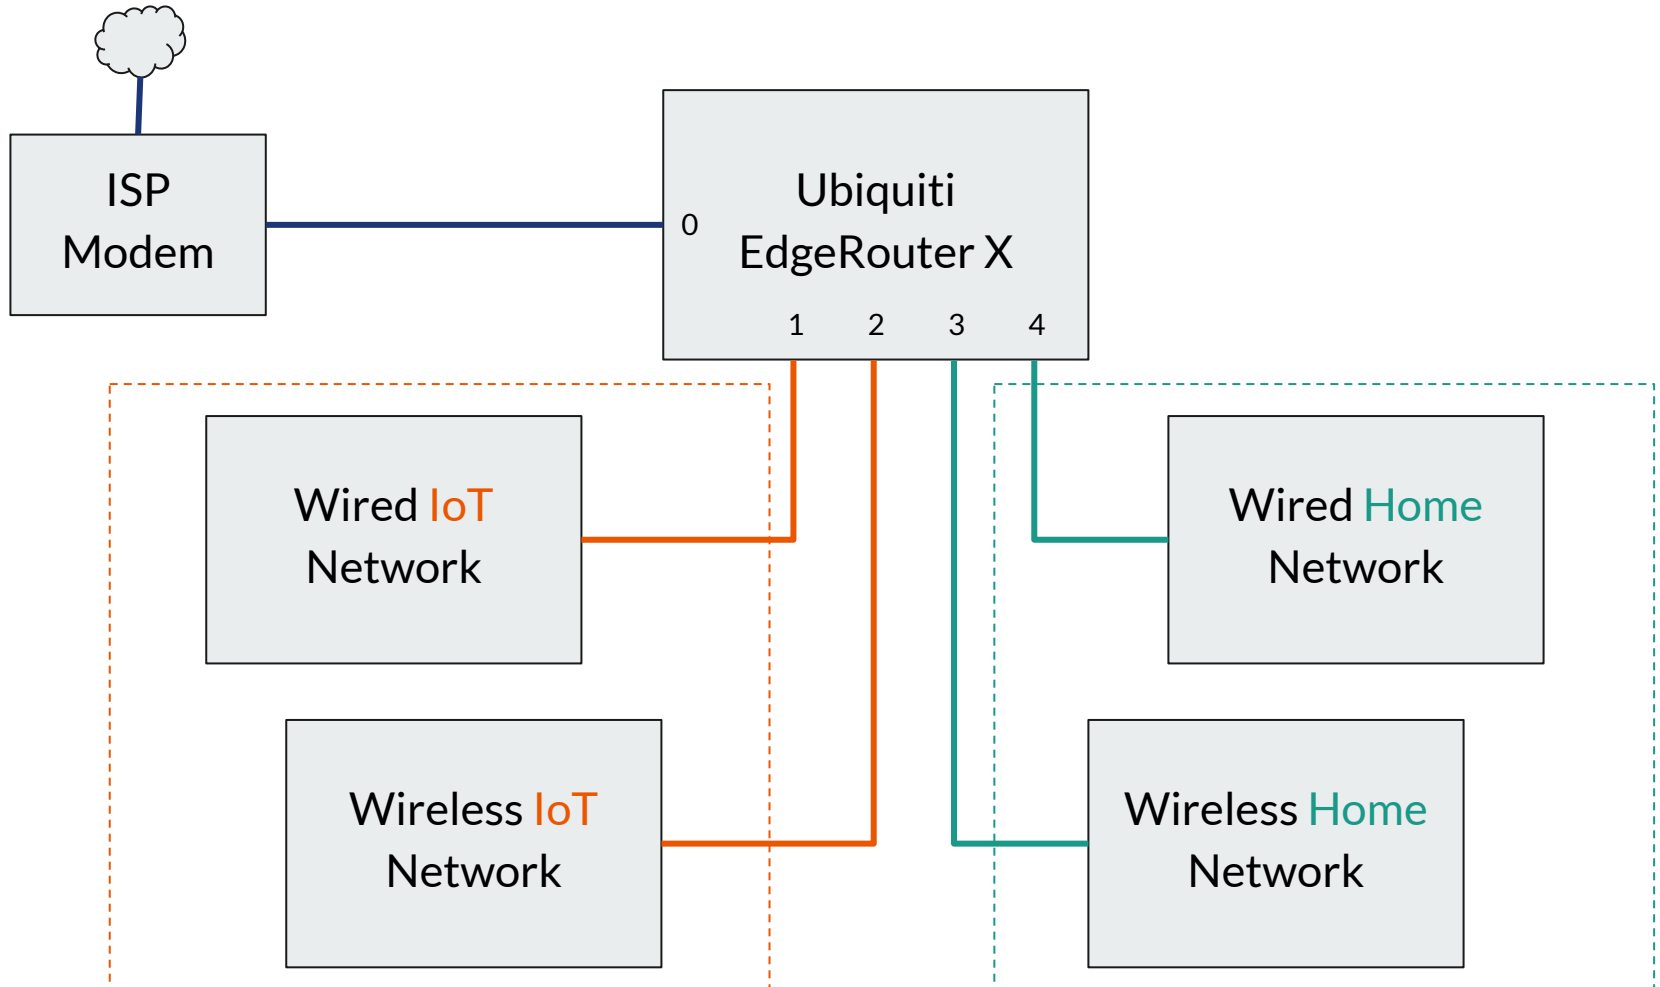 ISP
Modem
Ubiquiti
EdgeRouter X
0
1 2 3 4
Wired IoT
Network
Wired Home
Network
Wireless IoT
Network
Wireless Home
Network